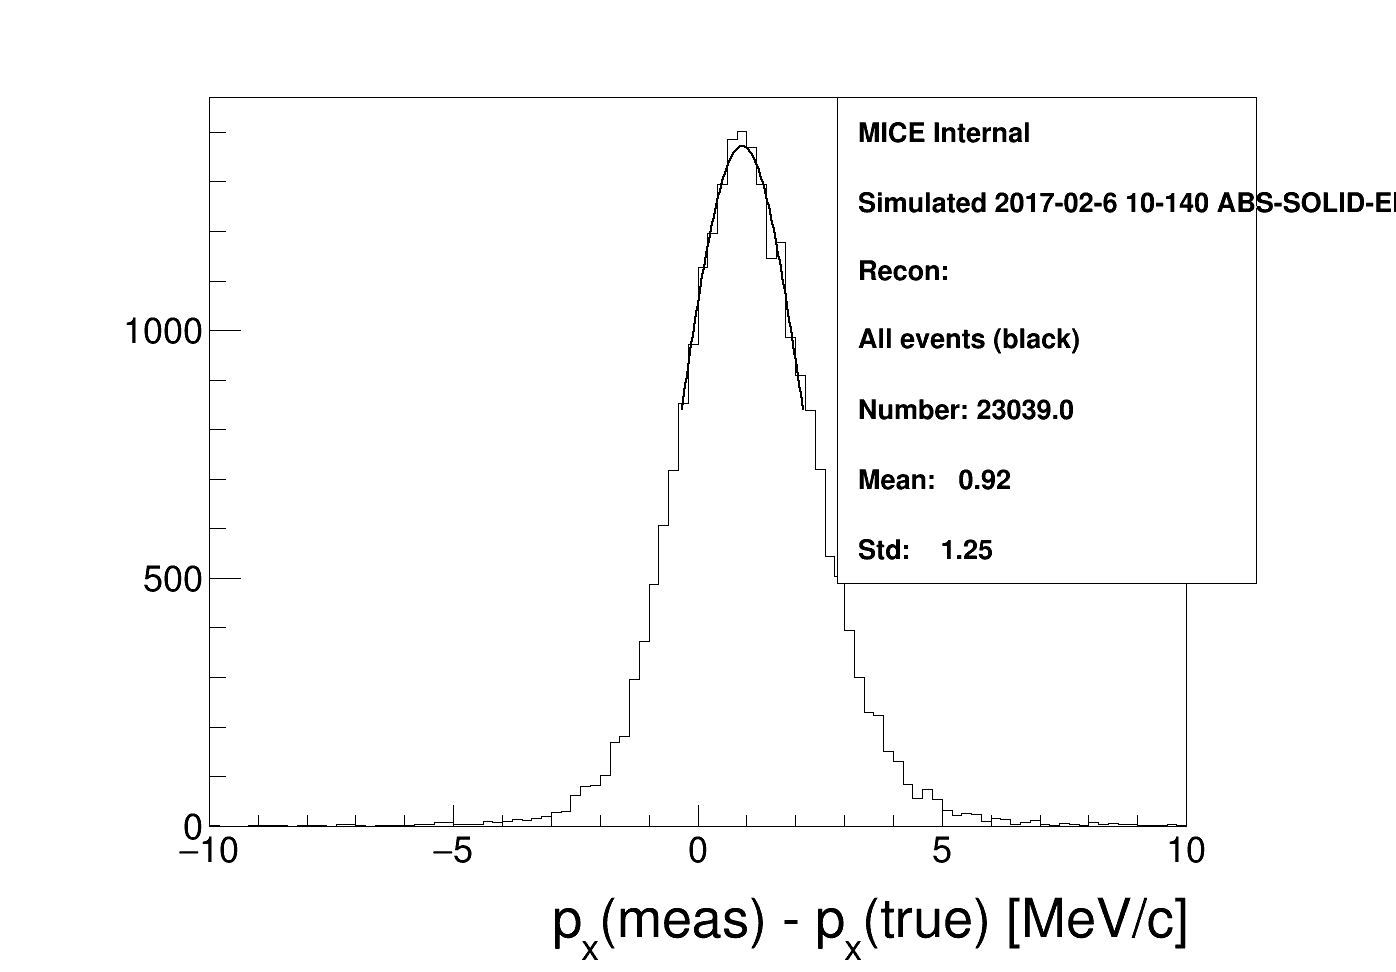 MICE Internal
Simulated 2017-02-6 10-140 ABS-SOLID-E
Recon:
All events (black)
Number: 23039.0
Mean: 0.92
Std: 1.25
1000
500
0
−10 −5 0 5 10
px(meas) - px(true) [MeV/c]